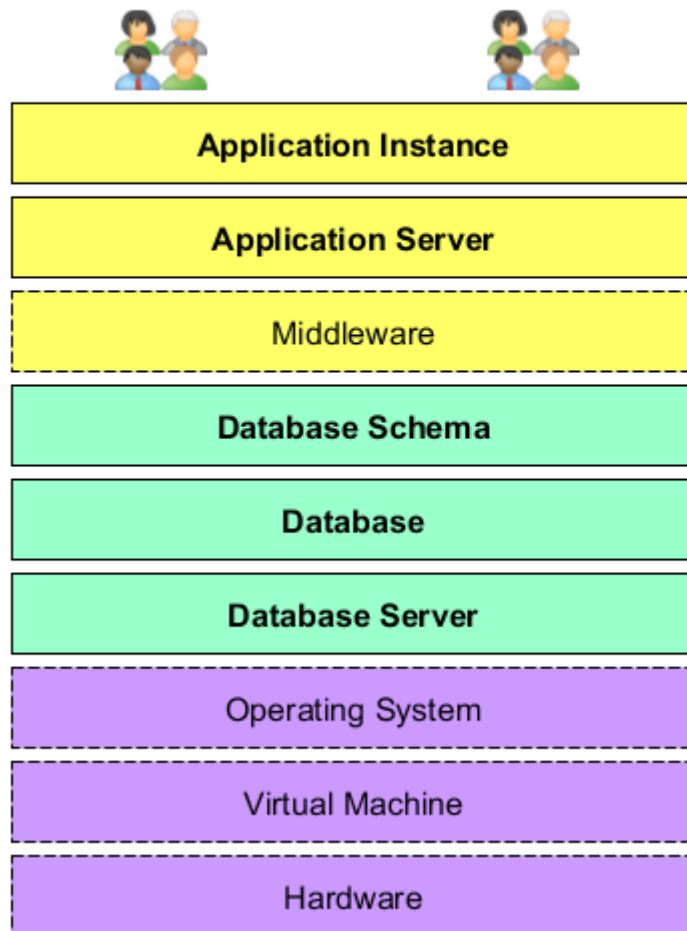 Application Instance
Application Server
Middleware
Database Schema
Database
Database Server
Operating System
Virtual Machine
Hardware